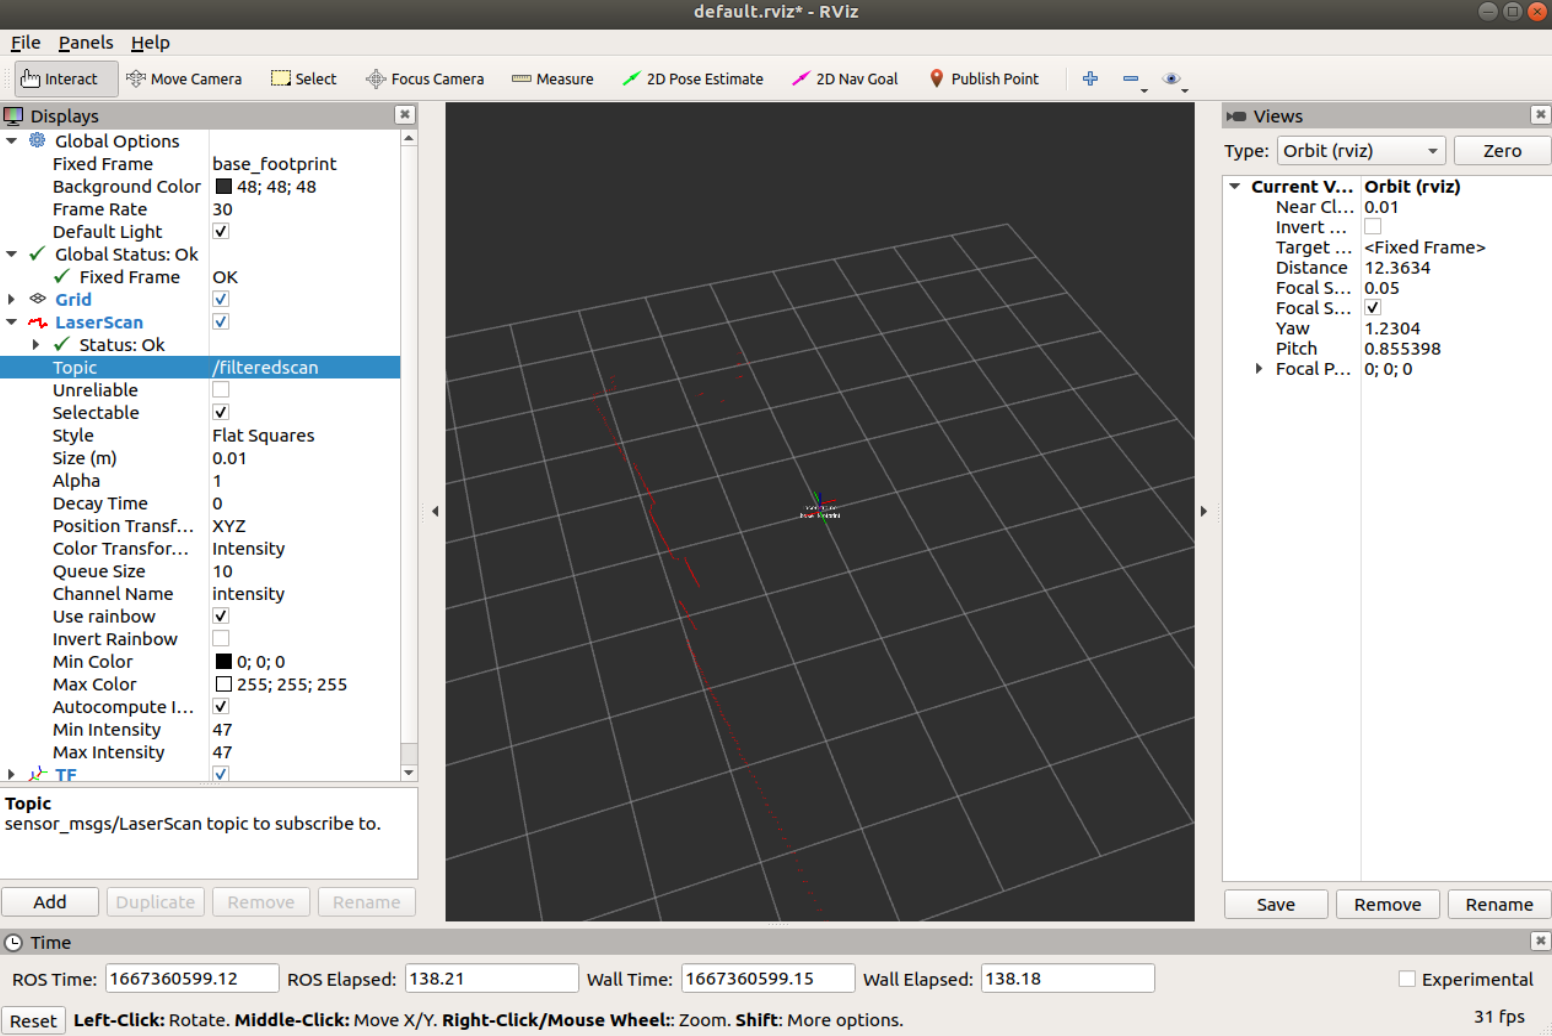 default.rviz* - RViz
File Panels Help
Interact Move Camera Select Focus Camera Measure 2D Pose Estimate 2D Nav Goal Publish Point
Displays
Global Options
Fixed Frame base_footprint
Background Color 48; 48; 48
Frame Rate 30
Default Light
Global Status: Ok
Fixed Frame OK
Grid
LaserScan
Status: Ok
Topic /filteredscan
Unreliable
Selectable
Style Flat Squares
Size (m) 0.01
Alpha 1
Decay Time 0
Position Transf... XYZ
Color Transfor... Intensity
Queue Size 10
Channel Name intensity
Use rainbow
Invert Rainbow
Min Color 0; 0; 0
Max Color 255; 255; 255
Autocompute I...
Min Intensity 47
Max Intensity 47
TF
Topic
sensor_msgs/LaserScan topic to subscribe to.
Add Duplicate Remove Rename
Views
Type: Orbit (rviz) Zero
Current V... Orbit (rviz)
Near Cl... 0.01
Invert ...
Target ... <Fixed Frame>
Distance 12.3634
Focal S... 0.05
Focal S...
Yaw 1.2304
Pitch 0.855398
Focal P... 0; 0; 0
Save Remove Rename
Time
ROS Time: 1667360599.12 ROS Elapsed: 138.21 Wall Time: 1667360599.15 Wall Elapsed: 138.18 Experimental
Reset Left-Click: Rotate. Middle-Click: Move X/Y. Right-Click/Mouse Wheel:: Zoom. Shift: More options. 31 fps